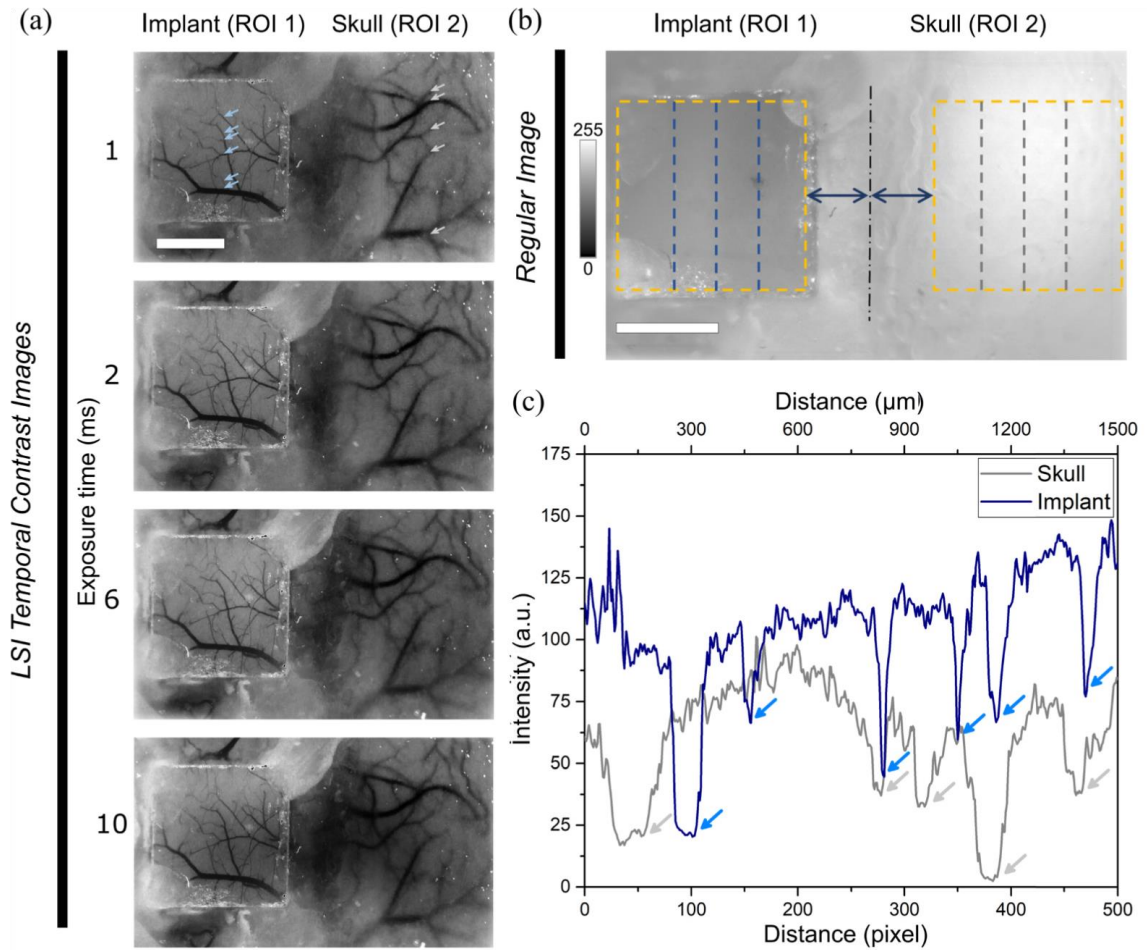 (a)
Implant (ROI 1) Skull (ROI 2)
LSI Temporal Contrast Images
Exposure time (ms)
1
2
6
10
(b)
Implant (ROI 1) Skull (ROI 2)
Regular Image
255
0
(c)
Distance (μm)
0 300 600 900 1200 1500
Intensity (a.u.)
175
150
125
100
75
50
25
0
Skull
Implant
0 100 200 300 400 500
Distance (pixel)